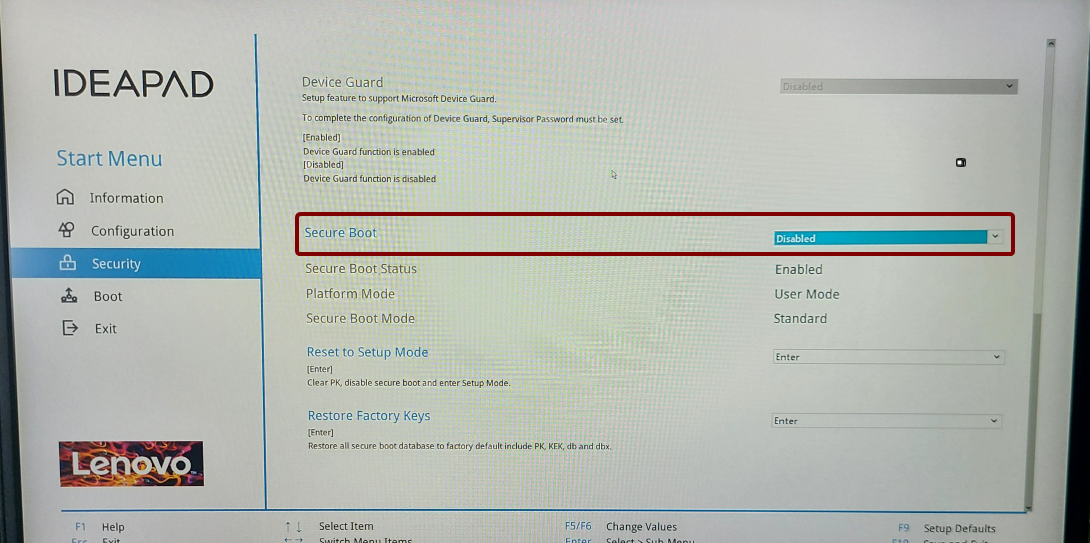 IDEAPAD
Start Menu
Information
Configuration
Security
Boot
Exit
Lenovo
Device Guard
Disabled
Setup feature to support Microsoft Device Guard.
To complete the configuration of Device Guard, Supervisor Password must be set.
[Enabled]
Device Guard function is enabled
[Disabled]
Device Guard function is disabled
Secure Boot
Disabled
Secure Boot Status
Enabled
Platform Mode
User Mode
Secure Boot Mode
Standard
Reset to Setup Mode
Enter
[Enter]
Clear PK, disable secure boot and enter Setup Mode.
Restore Factory Keys
Enter
[Enter]
Restore all secure boot database to factory default include PK, KEK, db and dbx.
F1 Help
↑ ↓ Select Item
F5/F6 Change Values
F9 Setup Defaults
Esc Exit
←→ Switch Menu Items
Enter Select > Sub-Menu
F10 Save and Exit